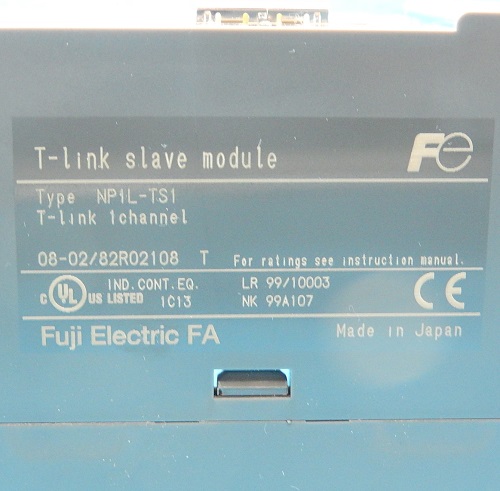 T-link slave module
Fe
Type NP1L-TS1
T-link 1channel
08-02/82R02108 T For ratings see instruction manual.
C UL US LISTED IND.CONT.EQ. 1C13 LR 99/10003 CE
NK 99A107
Fuji Electric FA Made in Japan